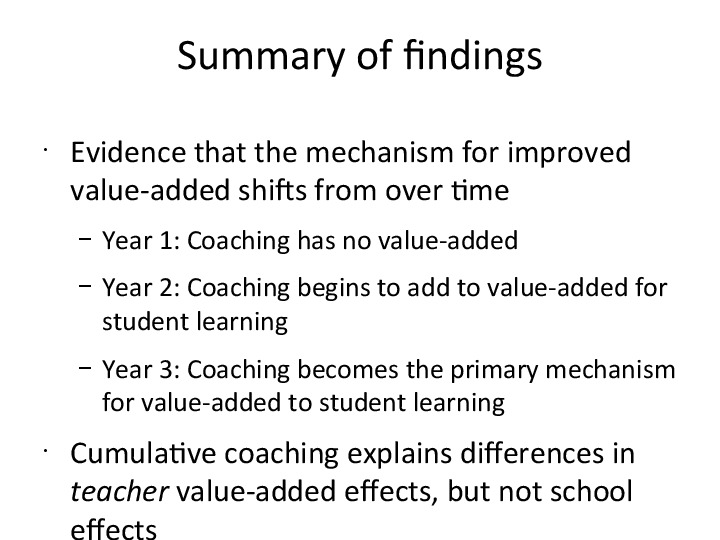 Summary of findings
· Evidence that the mechanism for improved
value-added shifts from over time
– Year 1: Coaching has no value-added
– Year 2: Coaching begins to add to value-added for
student learning
– Year 3: Coaching becomes the primary mechanism
for value-added to student learning
· Cumulative coaching explains differences in
teacher value-added effects, but not school
effects